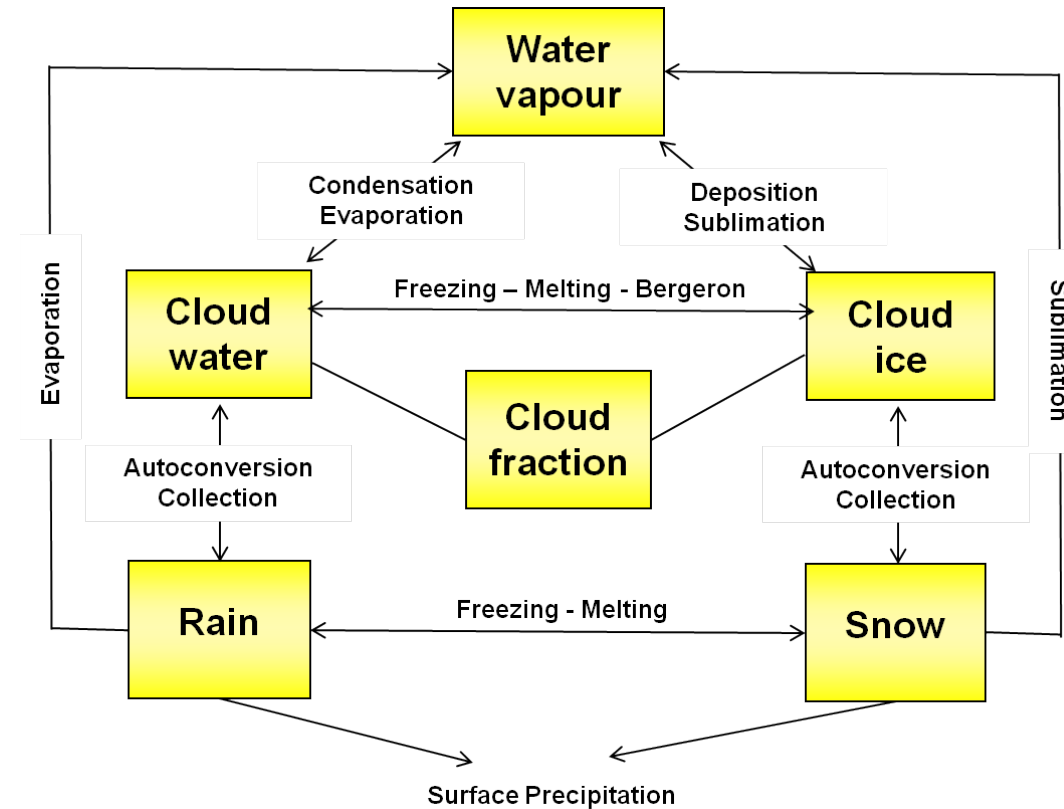 Water
vapour
Condensation
Evaporation
Deposition
Sublimation
Evaporation
Sublimation
Freezing – Melting - Bergeron
Cloud
water
Cloud
ice
Cloud
fraction
Autoconversion
Collection
Autoconversion
Collection
Rain
Freezing - Melting
Snow
Surface Precipitation